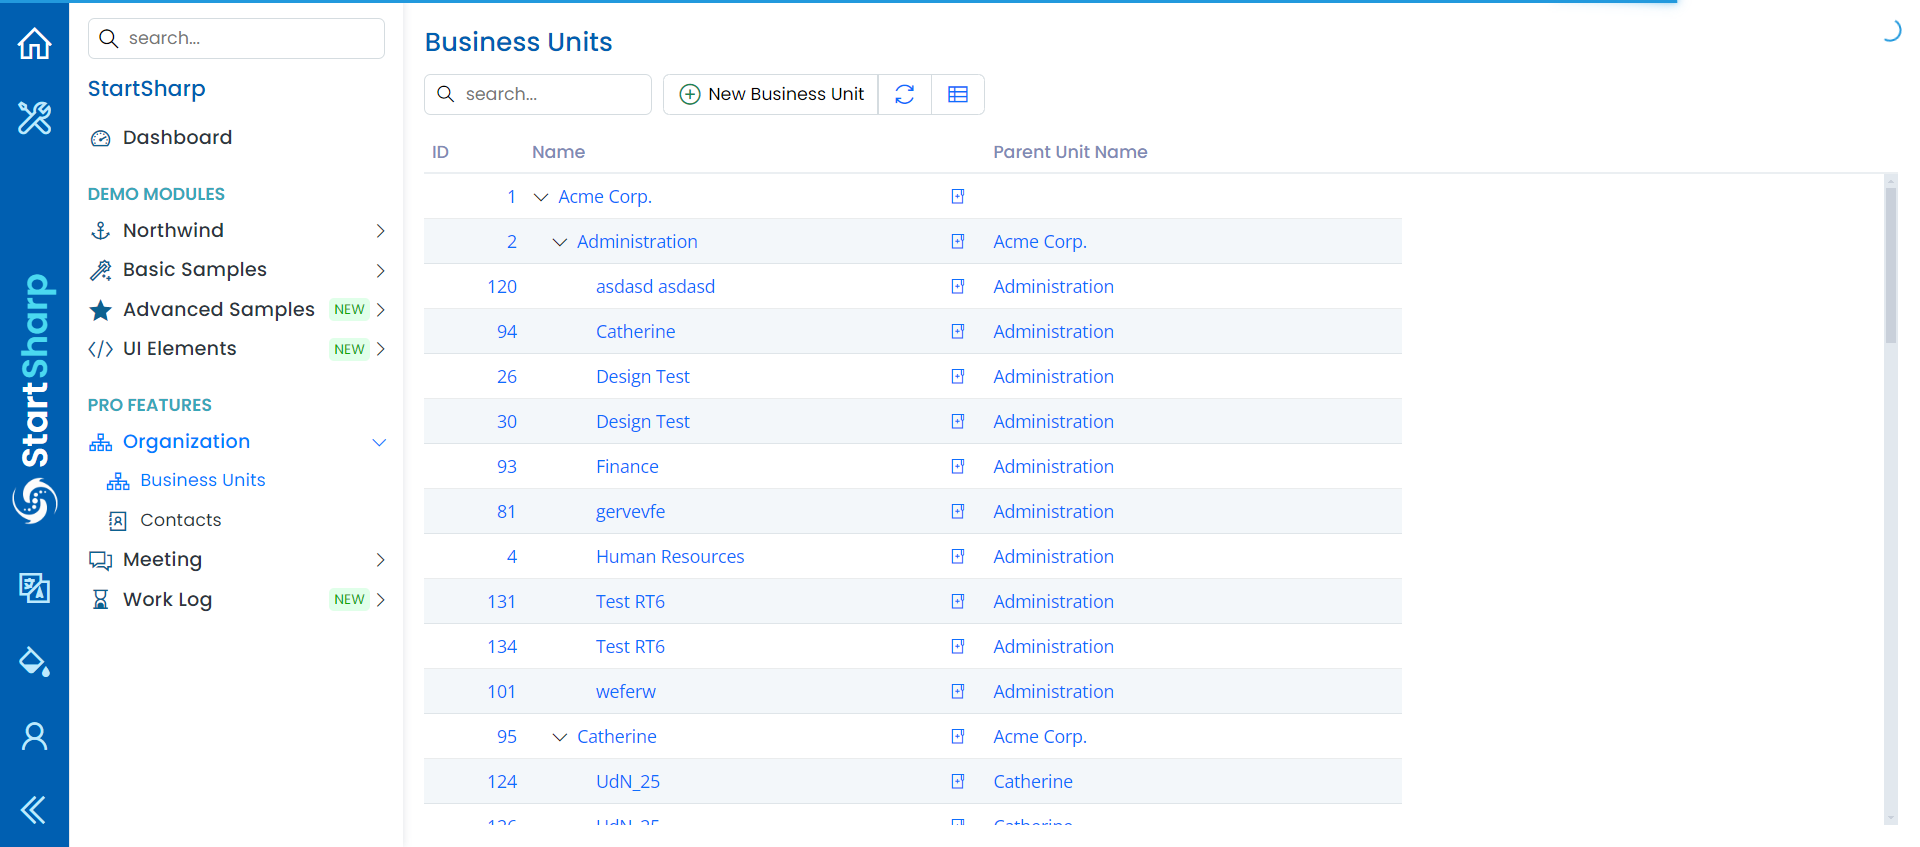 search...
StartSharp
Dashboard
DEMO MODULES
Northwind
Basic Samples
Advanced Samples NEW
UI Elements NEW
PRO FEATURES
Organization
Business Units
Contacts
Meeting
Work Log NEW
StartSharp
Business Units
search...
New Business Unit
ID Name Parent Unit Name
1 Acme Corp.
2 Administration Acme Corp.
120 asdasd asdasd Administration
94 Catherine Administration
26 Design Test Administration
30 Design Test Administration
93 Finance Administration
81 gervevfe Administration
4 Human Resources Administration
131 Test RT6 Administration
134 Test RT6 Administration
101 weferw Administration
95 Catherine Acme Corp.
124 UdN_25 Catherine
126 UdN_25 Catherine